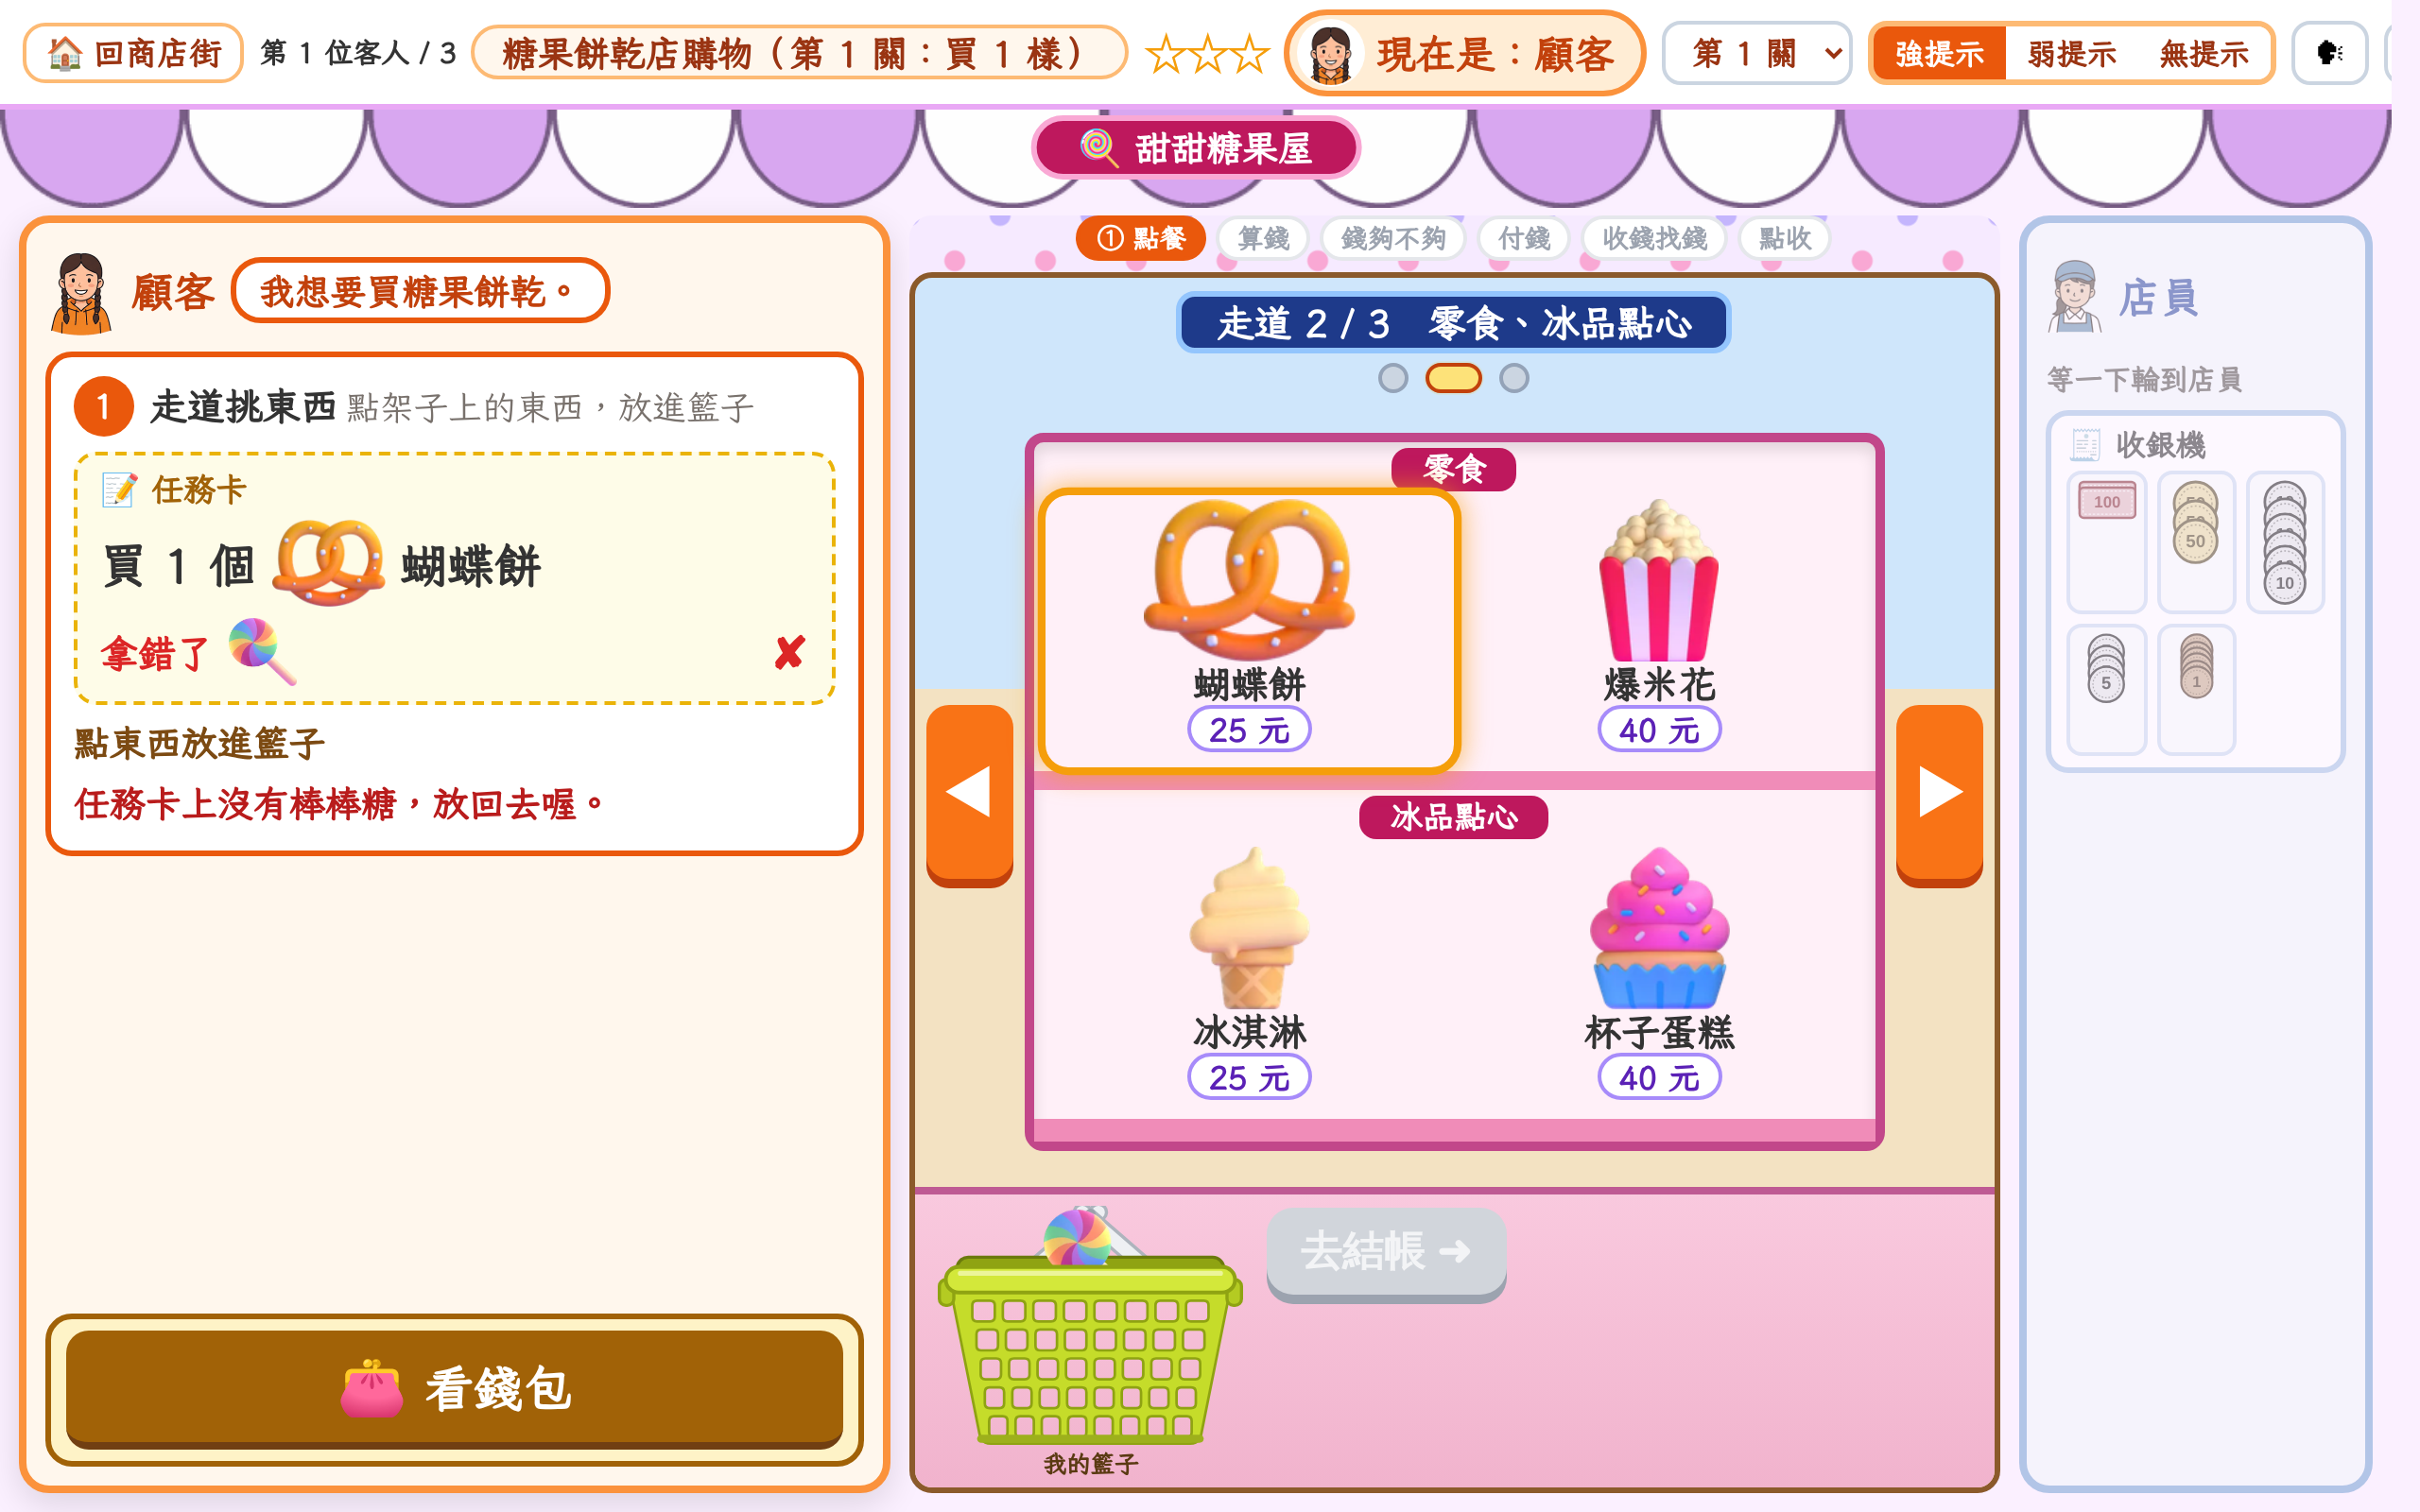 回商店街
第 1 位客人 / 3
糖果餅乾店購物（第 1 關：買 1 樣）
現在是：顧客
第 1 關
強提示
弱提示
無提示
甜甜糖果屋
顧客
我想要買糖果餅乾。
1 走道挑東西 點架子上的東西，放進籃子
任務卡
買 1 個 蝴蝶餅
拿錯了 ✘
點東西放進籃子
任務卡上沒有棒棒糖，放回去喔。
看錢包
① 點餐
算錢
錢夠不夠
付錢
收錢找錢
點收
走道 2 / 3 零食、冰品點心
零食
蝴蝶餅
25 元
爆米花
40 元
冰品點心
冰淇淋
25 元
杯子蛋糕
40 元
去結帳 ➜
我的籃子
店員
等一下輪到店員
收銀機
100
50
10
5
1